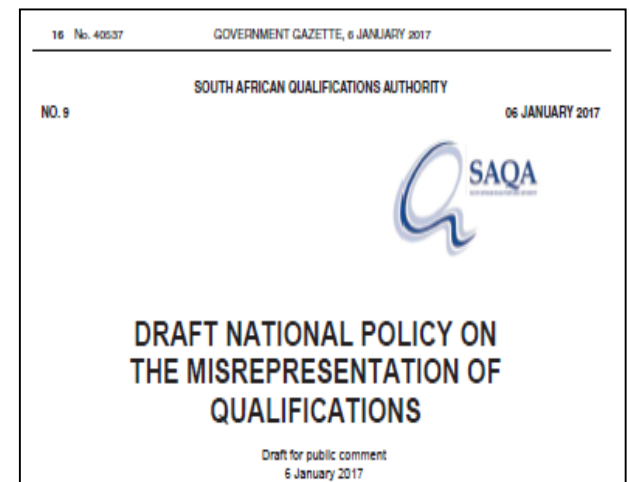 16 No. 40537 GOVERNMENT GAZETTE, 6 JANUARY 2017
SOUTH AFRICAN QUALIFICATIONS AUTHORITY
NO. 9 06 JANUARY 2017
SAQA
DRAFT NATIONAL POLICY ON
THE MISREPRESENTATION OF
QUALIFICATIONS
Draft for public comment
6 January 2017